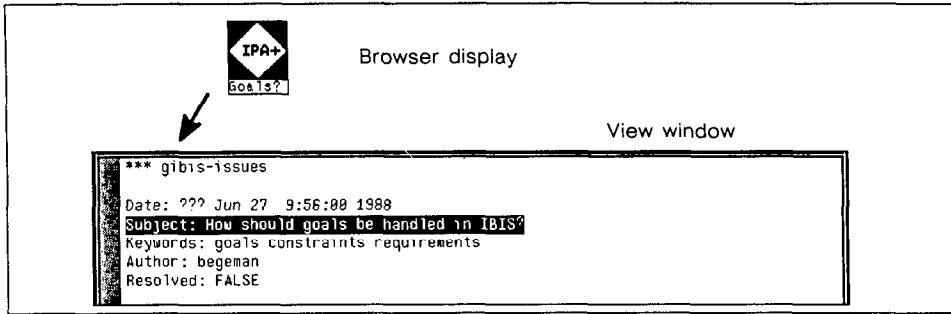 IPA+
Goals?
Browser display
View window
*** gibis-issues
Date: ??? Jun 27 9:56:00 1988
Subject: How should goals be handled in IBIS?
Keywords: goals constraints requirements
Author: begeman
Resolved: FALSE